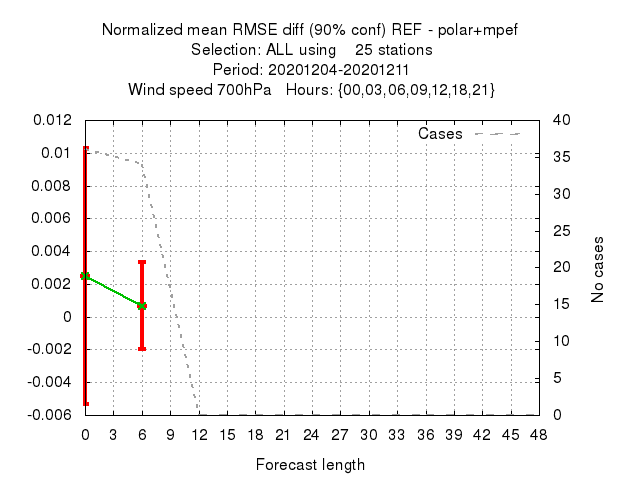 Normalized mean RMSE diff (90% conf) REF - polar+mpef
Selection: ALL using    25 stations
Period: 20201204-20201211
Wind speed 700hPa   Hours: {00,03,06,09,12,18,21}
0.012
0.01
0.008
0.006
0.004
0.002
0
-0.002
-0.004
-0.006
Cases
40
35
30
25
20
15
10
5
0
No cases
0 3 6 9 12 15 18 21 24 27 30 33 36 39 42 45 48
Forecast length